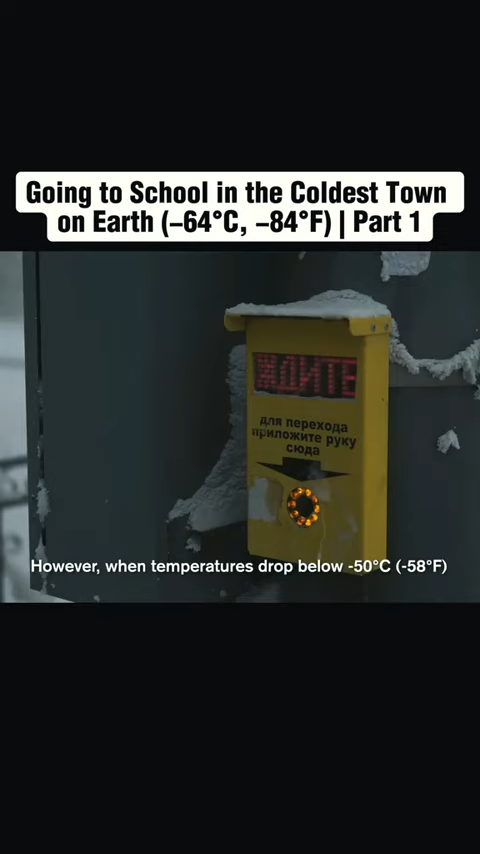 Going to School in the Coldest Town
on Earth (–64°C, –84°F) | Part 1
ЖДИТЕ
для перехода
приложите руку
сюда
However, when temperatures drop below -50°C (-58°F)